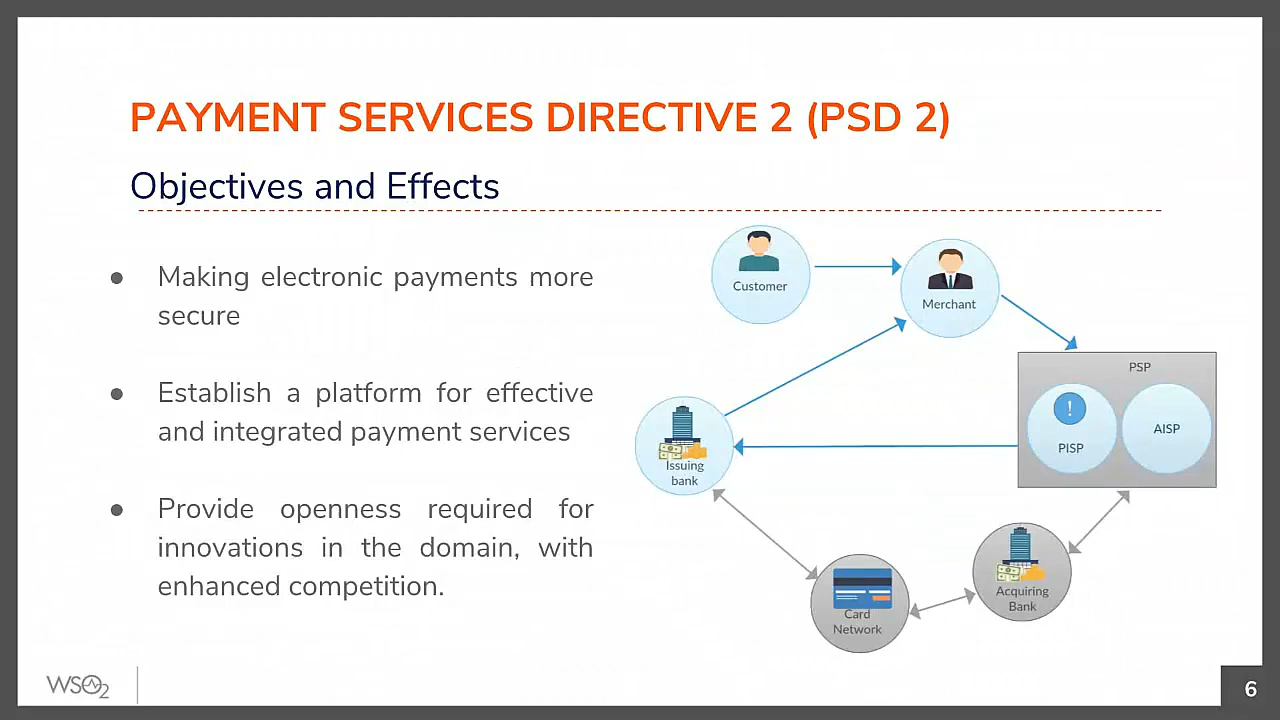 PAYMENT SERVICES DIRECTIVE 2 (PSD 2)
Objectives and Effects
● Making electronic payments more
secure
● Establish a platform for effective
and integrated payment services
● Provide openness required for
innovations in the domain, with
enhanced competition.
Customer
Merchant
PSP
!
PISP
AISP
Issuing
bank
Acquiring
Bank
Card
Network
WSO2
6